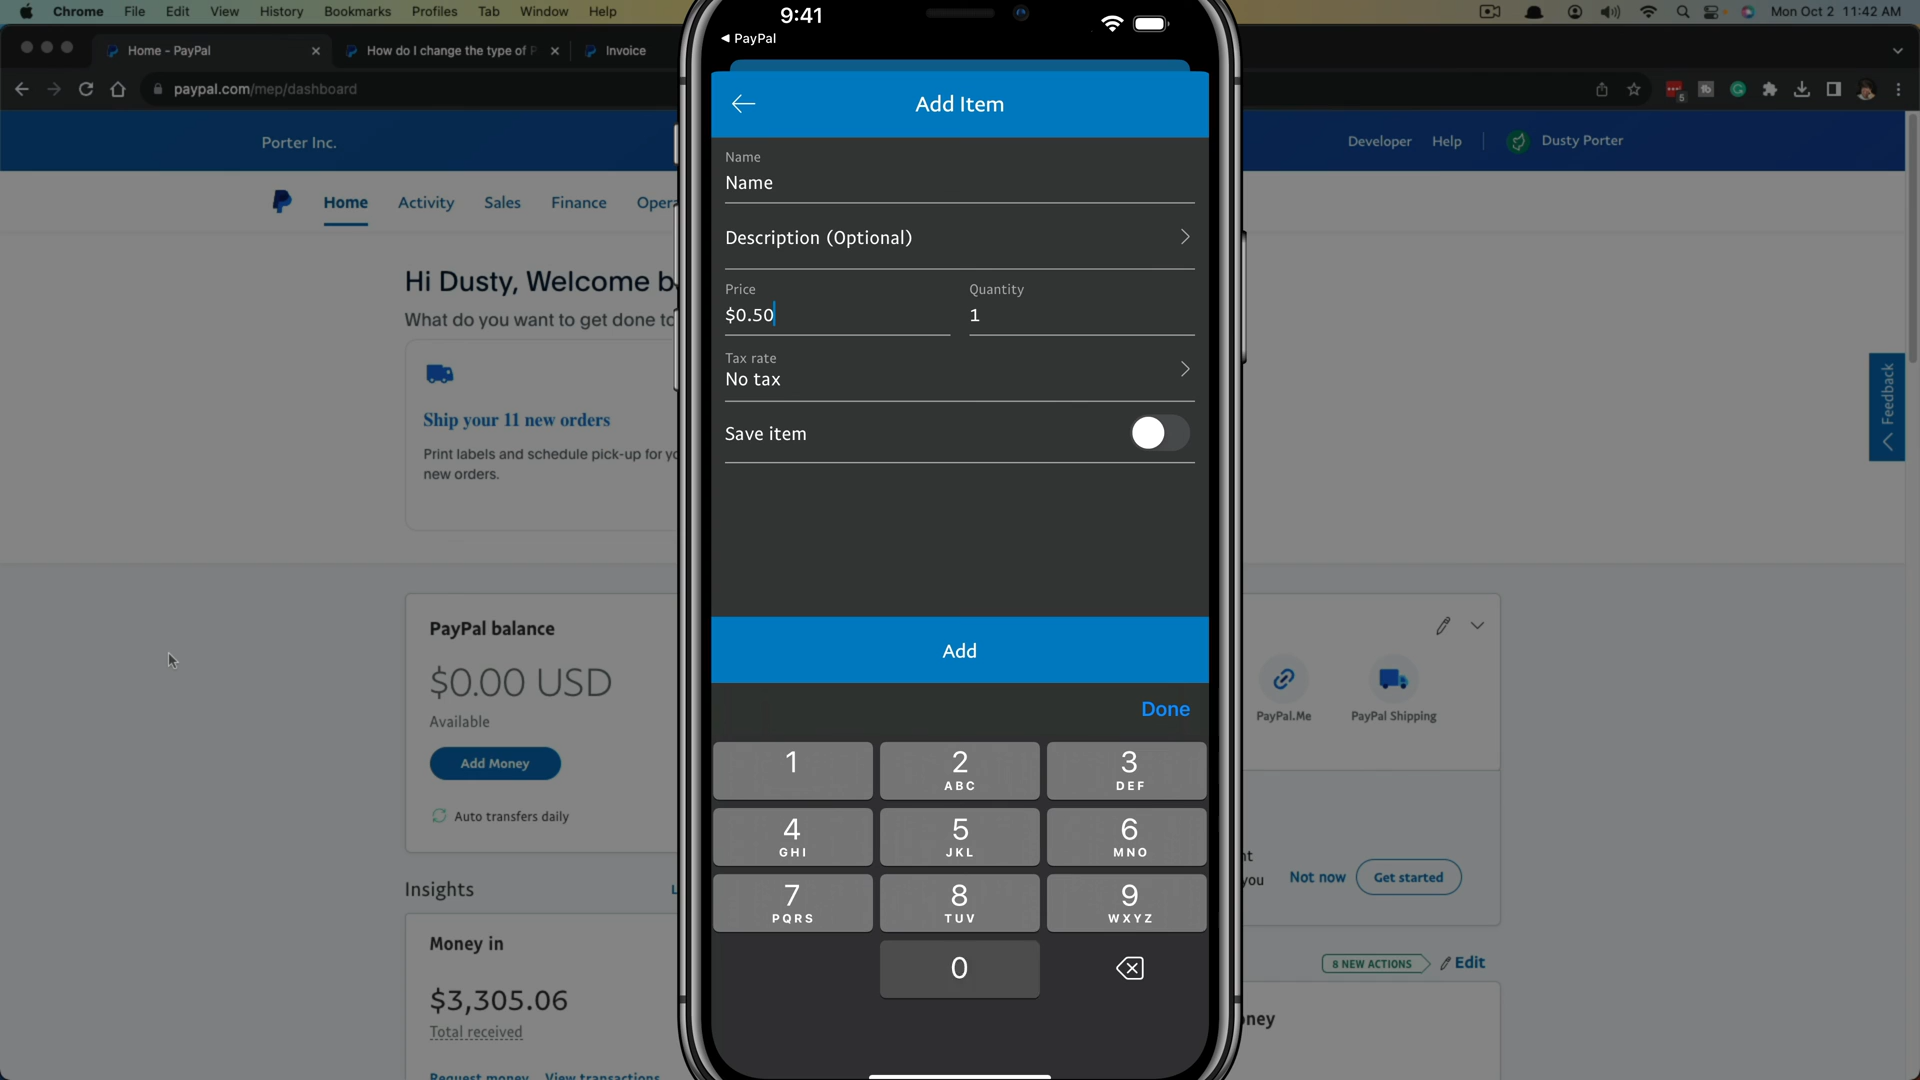 Chrome File Edit View History Bookmarks Profiles Tab Window Help
Mon Oct 2 11:42 AM
Home - PayPal
How do I change the type of P
Invoice
paypal.com/mep/dashboard
5
Porter Inc.
Developer Help
Dusty Porter
Home Activity Sales Finance Opera
Hi Dusty, Welcome b
What do you want to get done to
Ship your 11 new orders
Print labels and schedule pick-up for yo
new orders.
Feedback
PayPal balance
$0.00 USD
Available
Add Money
Auto transfers daily
PayPal.Me
PayPal Shipping
nt
you
Not now
Get started
Insights
L
Money in
$3,305.06
Total received
Request money View transactions
8 NEW ACTIONS
Edit
oney
9:41
PayPal
Add Item
Name
Name
Description (Optional)
Price
Quantity
$0.50
1
Tax rate
No tax
Save item
Add
Done
1 2 3
ABC DEF
4 5 6
GHI JKL MNO
7 8 9
PQRS TUV WXYZ
0